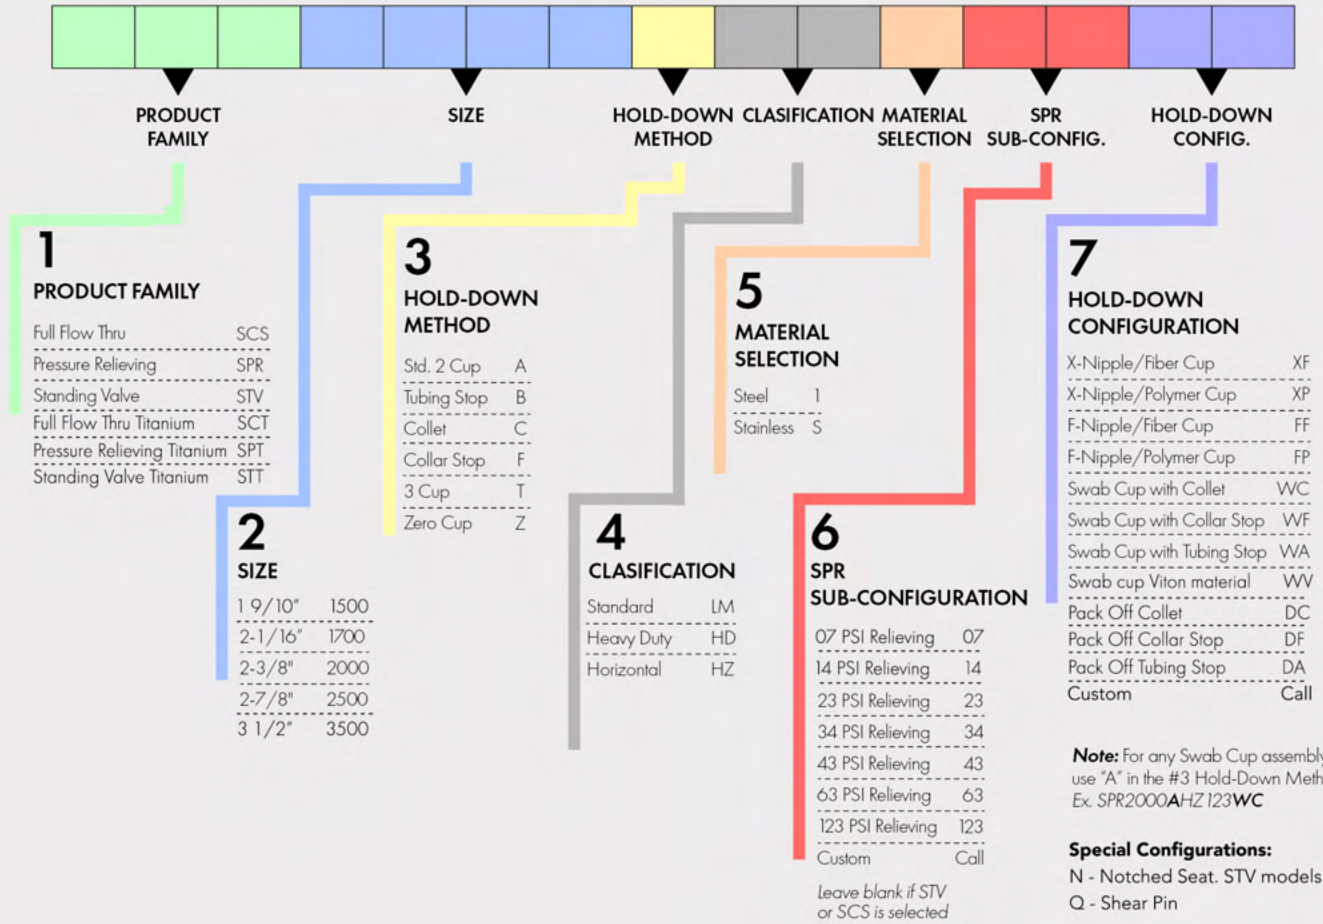 PRODUCT
FAMILY
SIZE
HOLD-DOWN
METHOD
CLASIFICATION
MATERIAL
SELECTION
SPR
SUB-CONFIG.
HOLD-DOWN
CONFIG.
1
PRODUCT FAMILY
Full Flow Thru SCS
Pressure Relieving SPR
Standing Valve STV
Full Flow Thru Titanium SCT
Pressure Relieving Titanium SPT
Standing Valve Titanium STT
2
SIZE
1 9/10" 1500
2-1/16" 1700
2-3/8" 2000
2-7/8" 2500
3 1/2" 3500
3
HOLD-DOWN
METHOD
Std. 2 Cup A
Tubing Stop B
Collet C
Collar Stop F
3 Cup T
Zero Cup Z
4
CLASIFICATION
Standard LM
Heavy Duty HD
Horizontal HZ
5
MATERIAL
SELECTION
Steel 1
Stainless S
6
SPR
SUB-CONFIGURATION
07 PSI Relieving 07
14 PSI Relieving 14
23 PSI Relieving 23
34 PSI Relieving 34
43 PSI Relieving 43
63 PSI Relieving 63
123 PSI Relieving 123
Custom Call
Leave blank if STV
or SCS is selected
7
HOLD-DOWN
CONFIGURATION
X-Nipple/Fiber Cup XF
X-Nipple/Polymer Cup XP
F-Nipple/Fiber Cup FF
F-Nipple/Polymer Cup FP
Swab Cup with Collet WC
Swab Cup with Collar Stop WF
Swab Cup with Tubing Stop WA
Swab cup Viton material WV
Pack Off Collet DC
Pack Off Collar Stop DF
Pack Off Tubing Stop DA
Custom Call
Note: For any Swab Cup assembly
use "A" in the #3 Hold-Down Meth
Ex. SPR2000AHZ123WC
Special Configurations:
N - Notched Seat. STV models
Q - Shear Pin